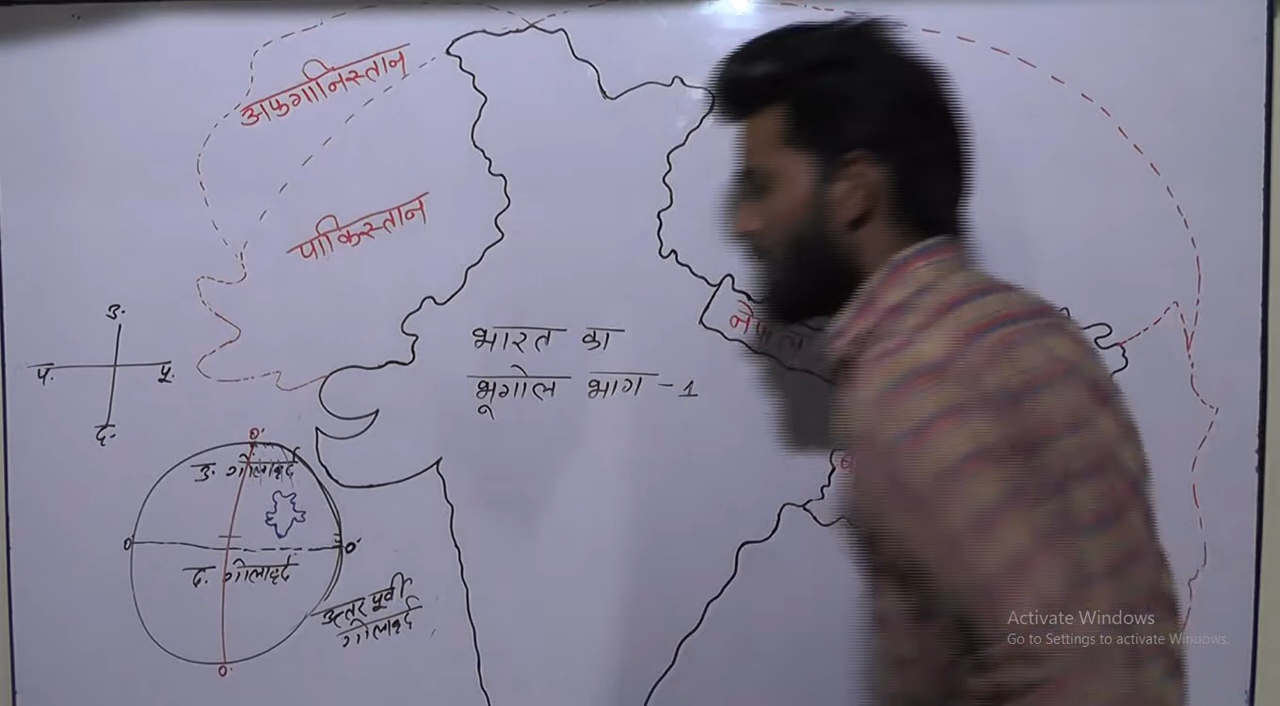 अफगानिस्तान
पाकिस्तान
उ.
प. पू.
द.
भारत का
भूगोल भाग -1
नेपाल
0'
उ. गोलार्द्ध
0 0'
द. गोलार्द्ध
उत्तर पूर्वी
गोलार्द्ध
0'
Activate Windows
Go to Settings to activate Windows.